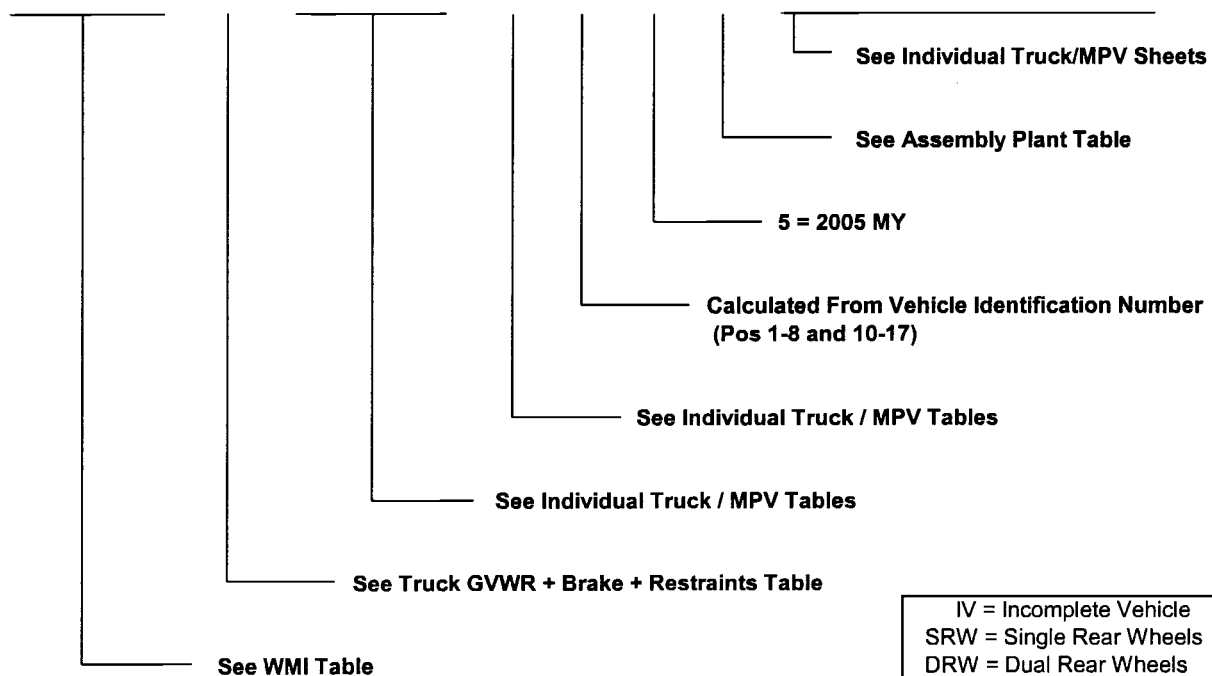 See Individual Truck/MPV Sheets
See Assembly Plant Table
5 = 2005 MY
Calculated From Vehicle Identification Number
(Pos 1-8 and 10-17)
See Individual Truck / MPV Tables
See Individual Truck / MPV Tables
See Truck GVWR + Brake + Restraints Table
IV = Incomplete Vehicle
SRW = Single Rear Wheels
See WMI Table
DRW = Dual Rear Wheels